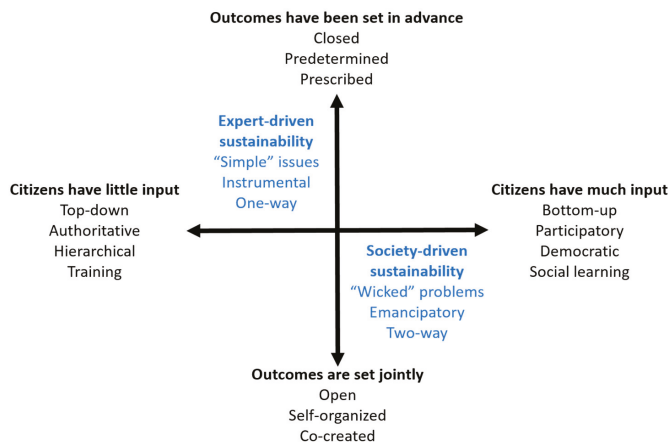 Outcomes have been set in advance
Closed
Predetermined
Prescribed
Expert-driven
sustainability
“Simple” issues
Instrumental
One-way
Citizens have little input
Top-down
Authoritative
Hierarchical
Training
Citizens have much input
Bottom-up
Participatory
Democratic
Social learning
Society-driven
sustainability
“Wicked” problems
Emancipatory
Two-way
Outcomes are set jointly
Open
Self-organized
Co-created